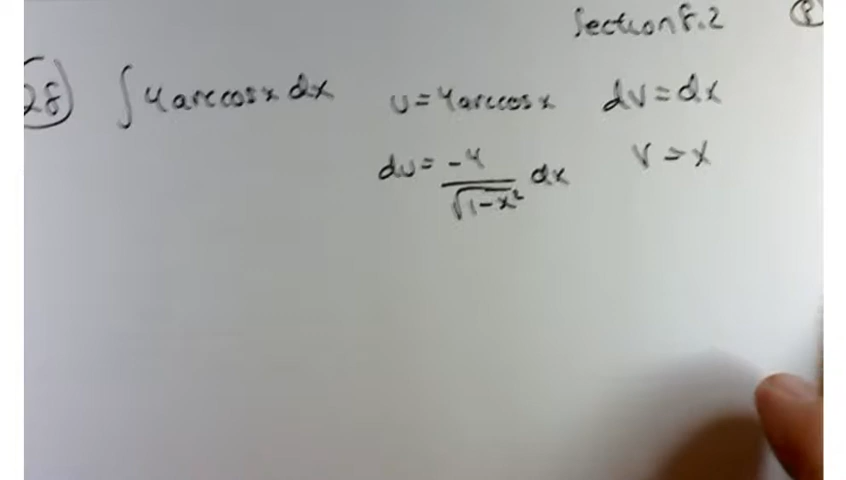 Section 8.2
28) ∫ 4 arccos x dx u = 4 arccos x dv = dx
du = -4/√(1-x²) dx v = x